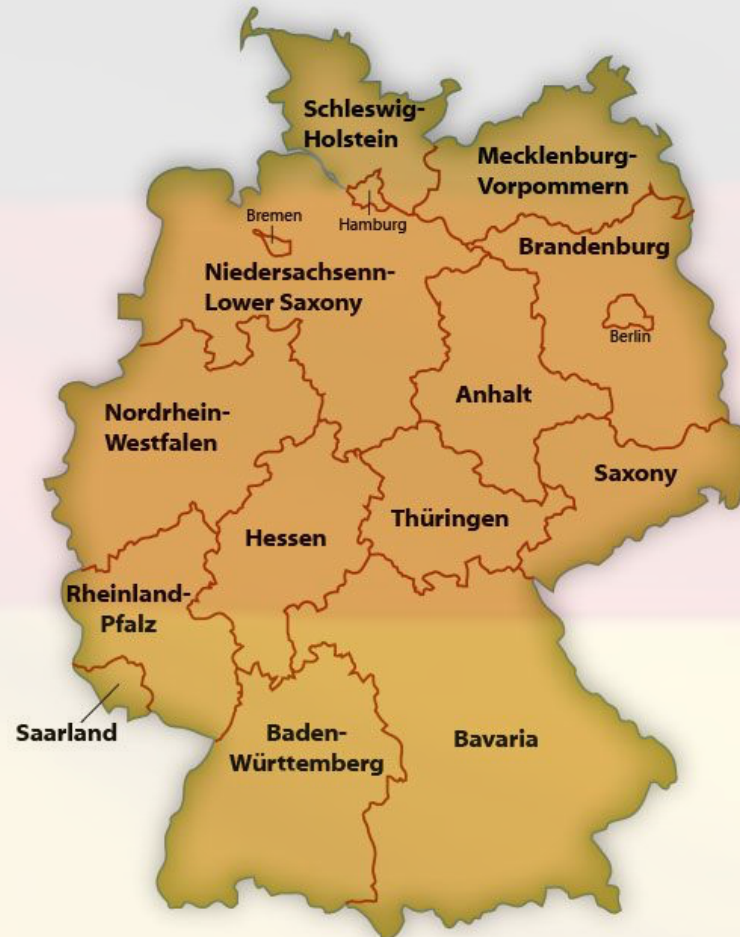 Schleswig-
Holstein
Mecklenburg-
Vorpommern
Hamburg
Bremen
Brandenburg
Niedersachsenn-
Lower Saxony
Berlin
Anhalt
Nordrhein-
Westfalen
Saxony
Thüringen
Hessen
Rheinland-
Pfalz
Saarland
Baden-
Württemberg
Bavaria